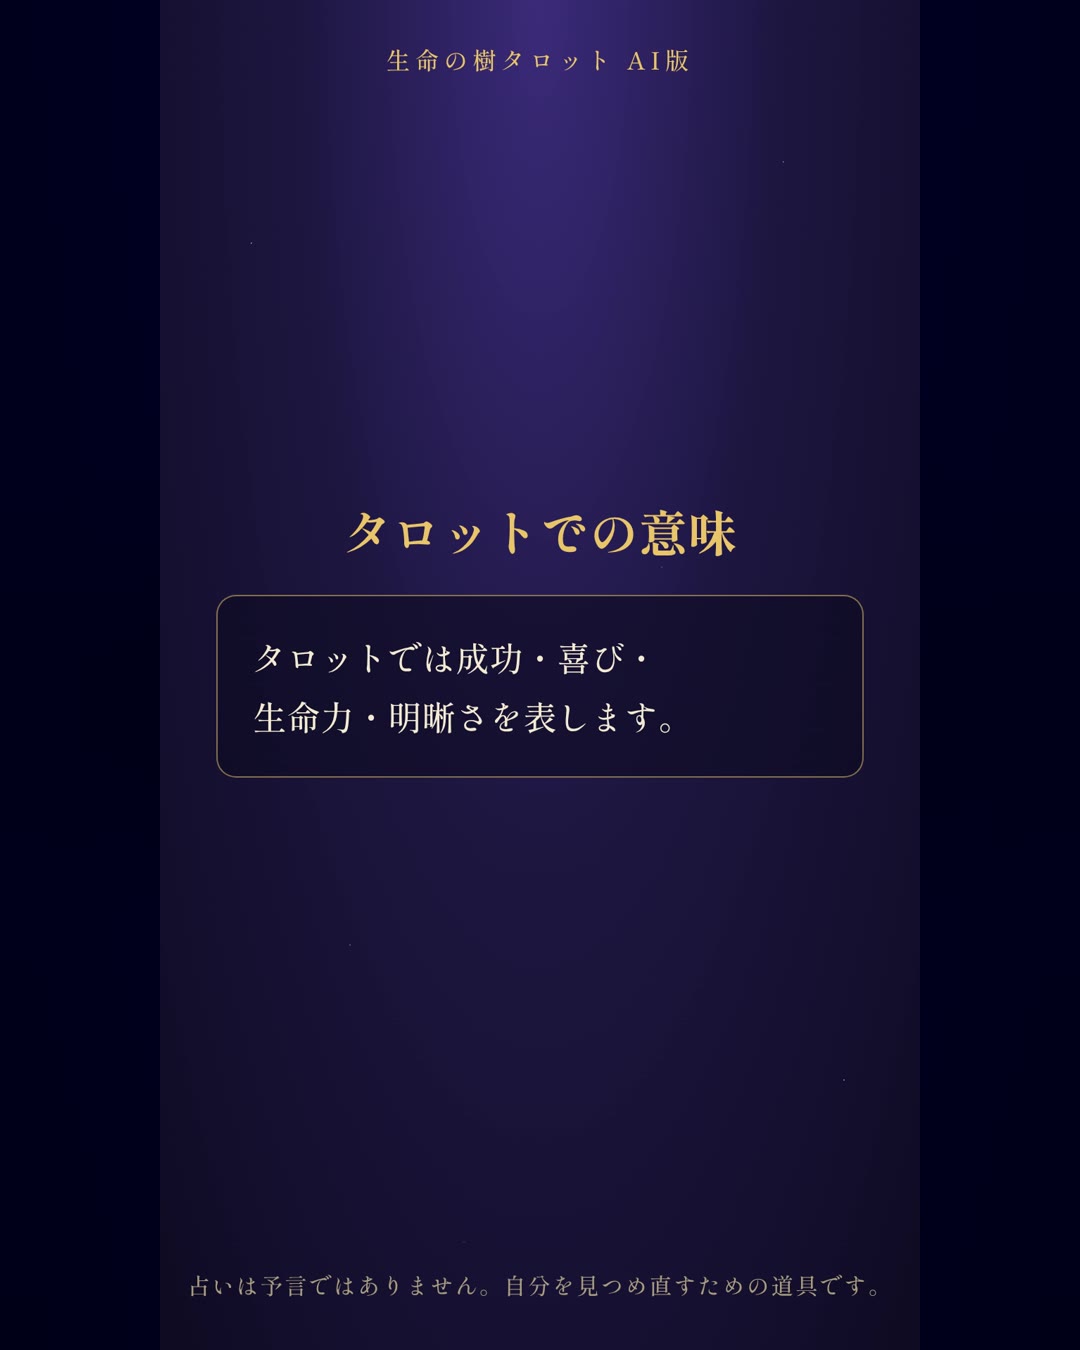 生命の樹タロット AI版
タロットでの意味
タロットでは成功・喜び・
生命力・明晰さを表します。
占いは予言ではありません。自分を見つめ直すための道具です。